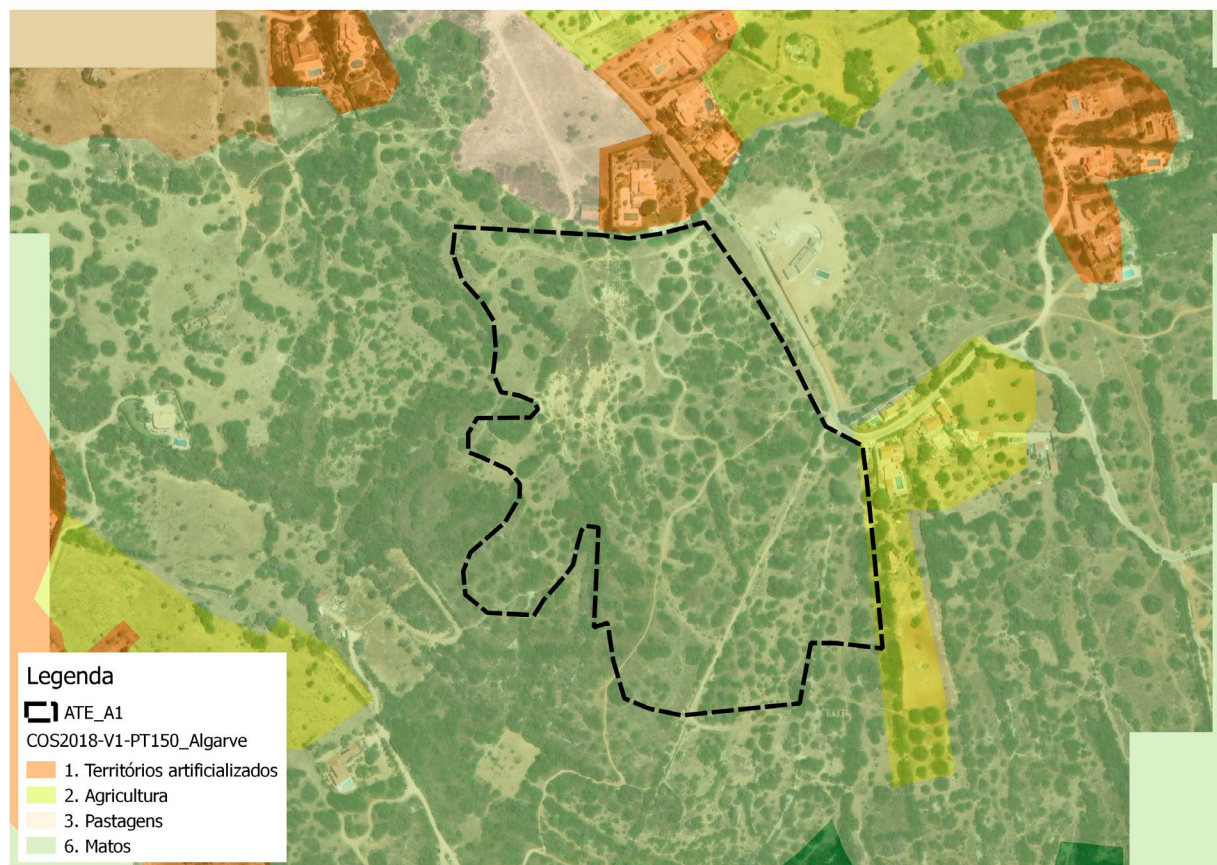 Legenda
ATE_A1
COS2018-V1-PT150_Algarve
1. Territórios artificializados
2. Agricultura
3. Pastagens
6. Matos